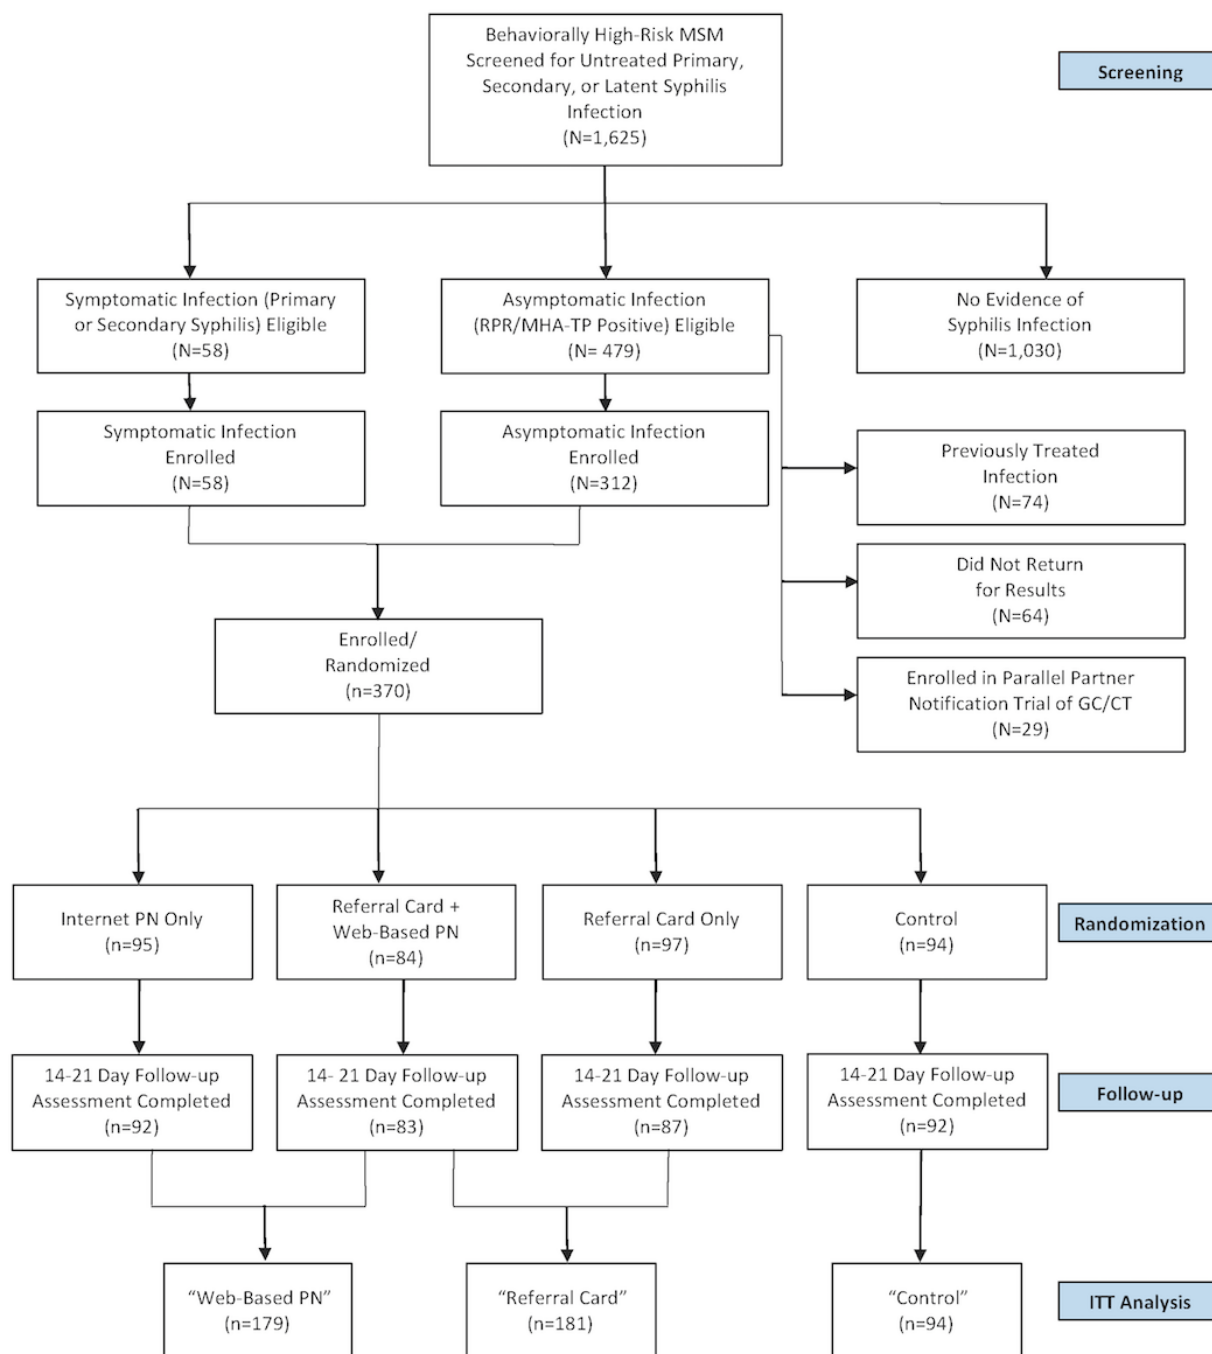 Behaviorally High-Risk MSM
Screened for Untreated Primary,
Secondary, or Latent Syphilis
Infection
(N=1,625)
Screening
Symptomatic Infection (Primary
or Secondary Syphilis) Eligible
(N=58)
Asymptomatic Infection
(RPR/MHA-TP Positive) Eligible
(N= 479)
No Evidence of
Syphilis Infection
(N=1,030)
Symptomatic Infection
Enrolled
(N=58)
Asymptomatic Infection
Enrolled
(N=312)
Previously Treated
Infection
(N=74)
Did Not Return
for Results
(N=64)
Enrolled in Parallel Partner
Notification Trial of GC/CT
(N=29)
Enrolled/
Randomized
(n=370)
Internet PN Only
(n=95)
Referral Card +
Web-Based PN
(n=84)
Referral Card Only
(n=97)
Control
(n=94)
Randomization
14-21 Day Follow-up
Assessment Completed
(n=92)
14- 21 Day Follow-up
Assessment Completed
(n=83)
14-21 Day Follow-up
Assessment Completed
(n=87)
14-21 Day Follow-up
Assessment Completed
(n=92)
Follow-up
“Web-Based PN”
(n=179)
“Referral Card”
(n=181)
“Control”
(n=94)
ITT Analysis